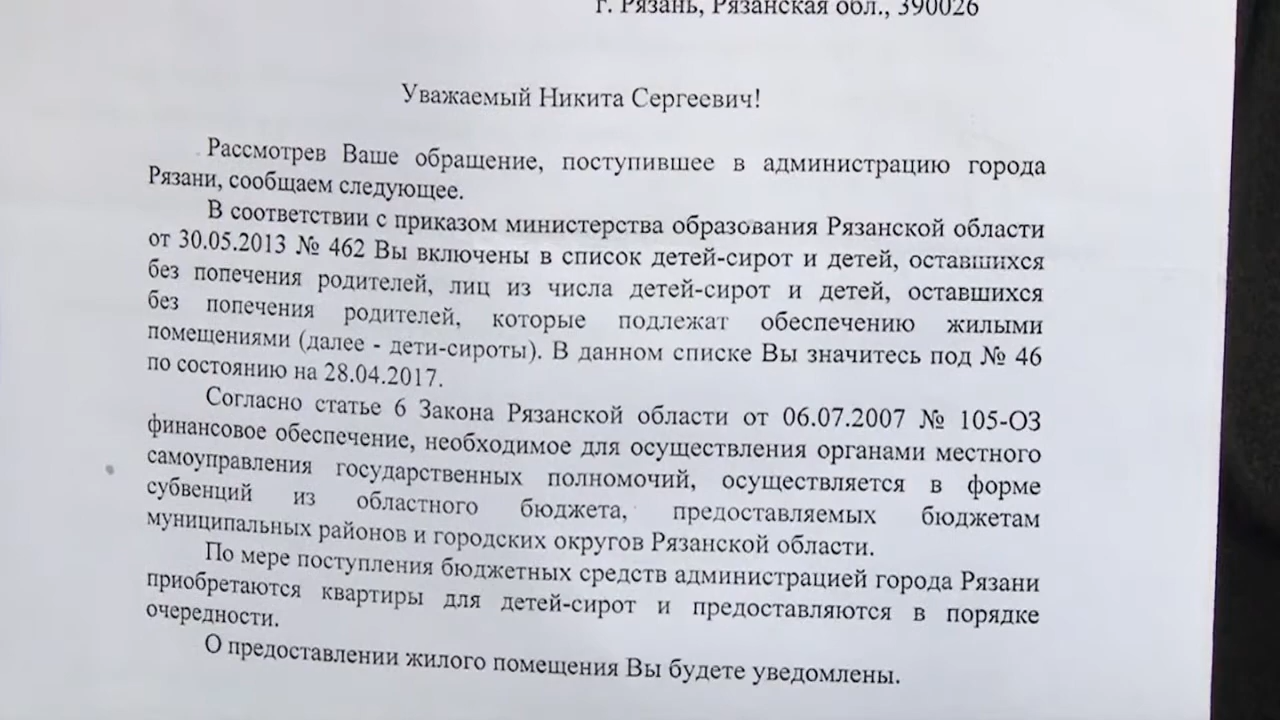 г. Рязань, Рязанская обл., 390026
Уважаемый Никита Сергеевич!
Рассмотрев Ваше обращение, поступившее в администрацию города
Рязани, сообщаем следующее.
В соответствии с приказом министерства образования Рязанской области
от 30.05.2013 № 462 Вы включены в список детей-сирот и детей, оставшихся
без попечения родителей, лиц из числа детей-сирот и детей, оставшихся
без попечения родителей, которые подлежат обеспечению жилыми
помещениями (далее - дети-сироты). В данном списке Вы значитесь под № 46
по состоянию на 28.04.2017.
Согласно статье 6 Закона Рязанской области от 06.07.2007 № 105-ОЗ
финансовое обеспечение, необходимое для осуществления органами местного
самоуправления государственных полномочий, осуществляется в форме
субвенций из областного бюджета, предоставляемых бюджетам
муниципальных районов и городских округов Рязанской области.
По мере поступления бюджетных средств администрацией города Рязани
приобретаются квартиры для детей-сирот и предоставляются в порядке
очередности.
О предоставлении жилого помещения Вы будете уведомлены.